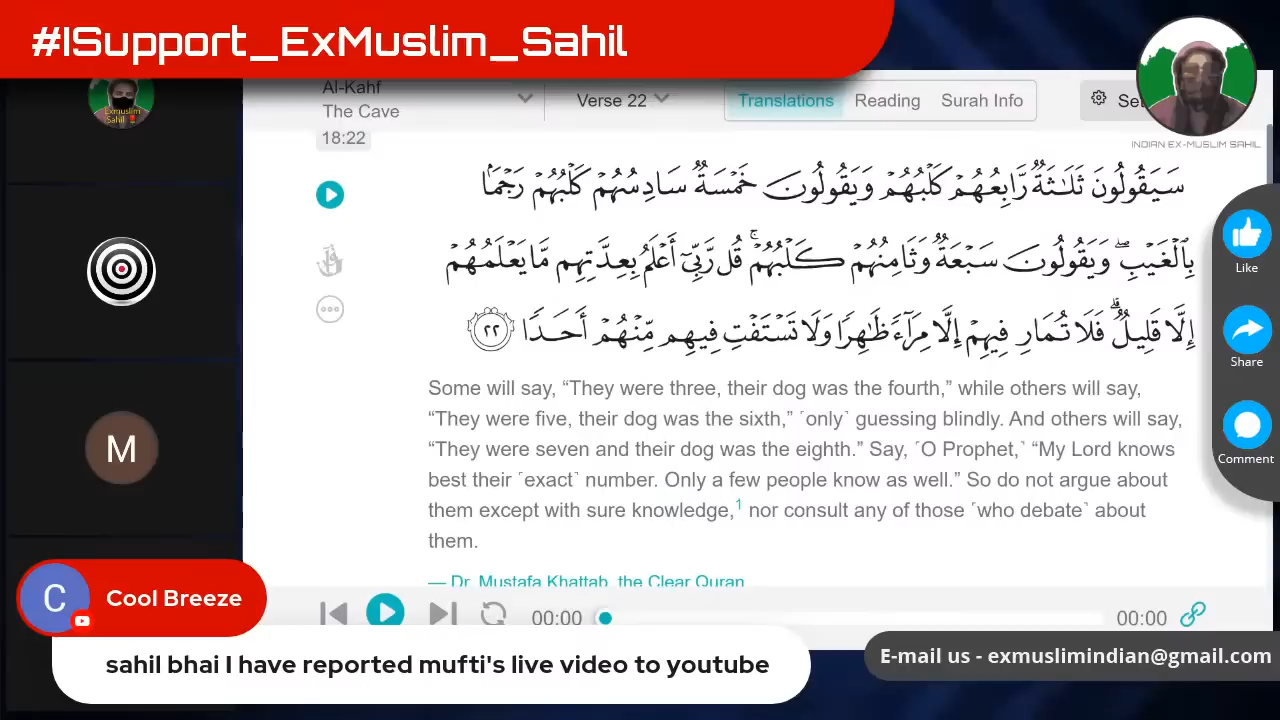 #ISupport_ExMuslim_Sahil
Exmuslim
Sahil
INDIAN EX-MUSLIM SAHIL
Al-Kahf
The Cave
Verse 22
Translations
Reading
Surah Info
18:22
سَيَقُولُونَ ثَلَـٰثَةٌ رَّابِعُهُمْ كَلْبُهُمْ وَيَقُولُونَ خَمْسَةٌ سَادِسُهُمْ كَلْبُهُمْ رَجْمًۢا
بِٱلْغَيْبِ ۖ وَيَقُولُونَ سَبْعَةٌ وَثَامِنُهُمْ كَلْبُهُمْ ۚ قُل رَّبِّىٓ أَعْلَمُ بِعِدَّتِهِم مَّا يَعْلَمُهُمْ
إِلَّا قَلِيلٌ ۗ فَلَا تُمَارِ فِيهِمْ إِلَّا مِرَآءً ظَـٰهِرًا وَلَا تَسْتَفْتِ فِيهِم مِّنْهُمْ أَحَدًا ٢٢
Some will say, “They were three, their dog was the fourth,” while others will say,
“They were five, their dog was the sixth,” ˹only˺ guessing blindly. And others will say,
“They were seven and their dog was the eighth.” Say, ˹O Prophet,˺ “My Lord knows
best their ˹exact˺ number. Only a few people know as well.” So do not argue about
them except with sure knowledge,1 nor consult any of those ˹who debate˺ about
them.
— Dr. Mustafa Khattab, the Clear Quran
00:00
00:00
Like
Share
Comment
M
C
Cool Breeze
sahil bhai I have reported mufti's live video to youtube
E-mail us - exmuslimindian@gmail.com